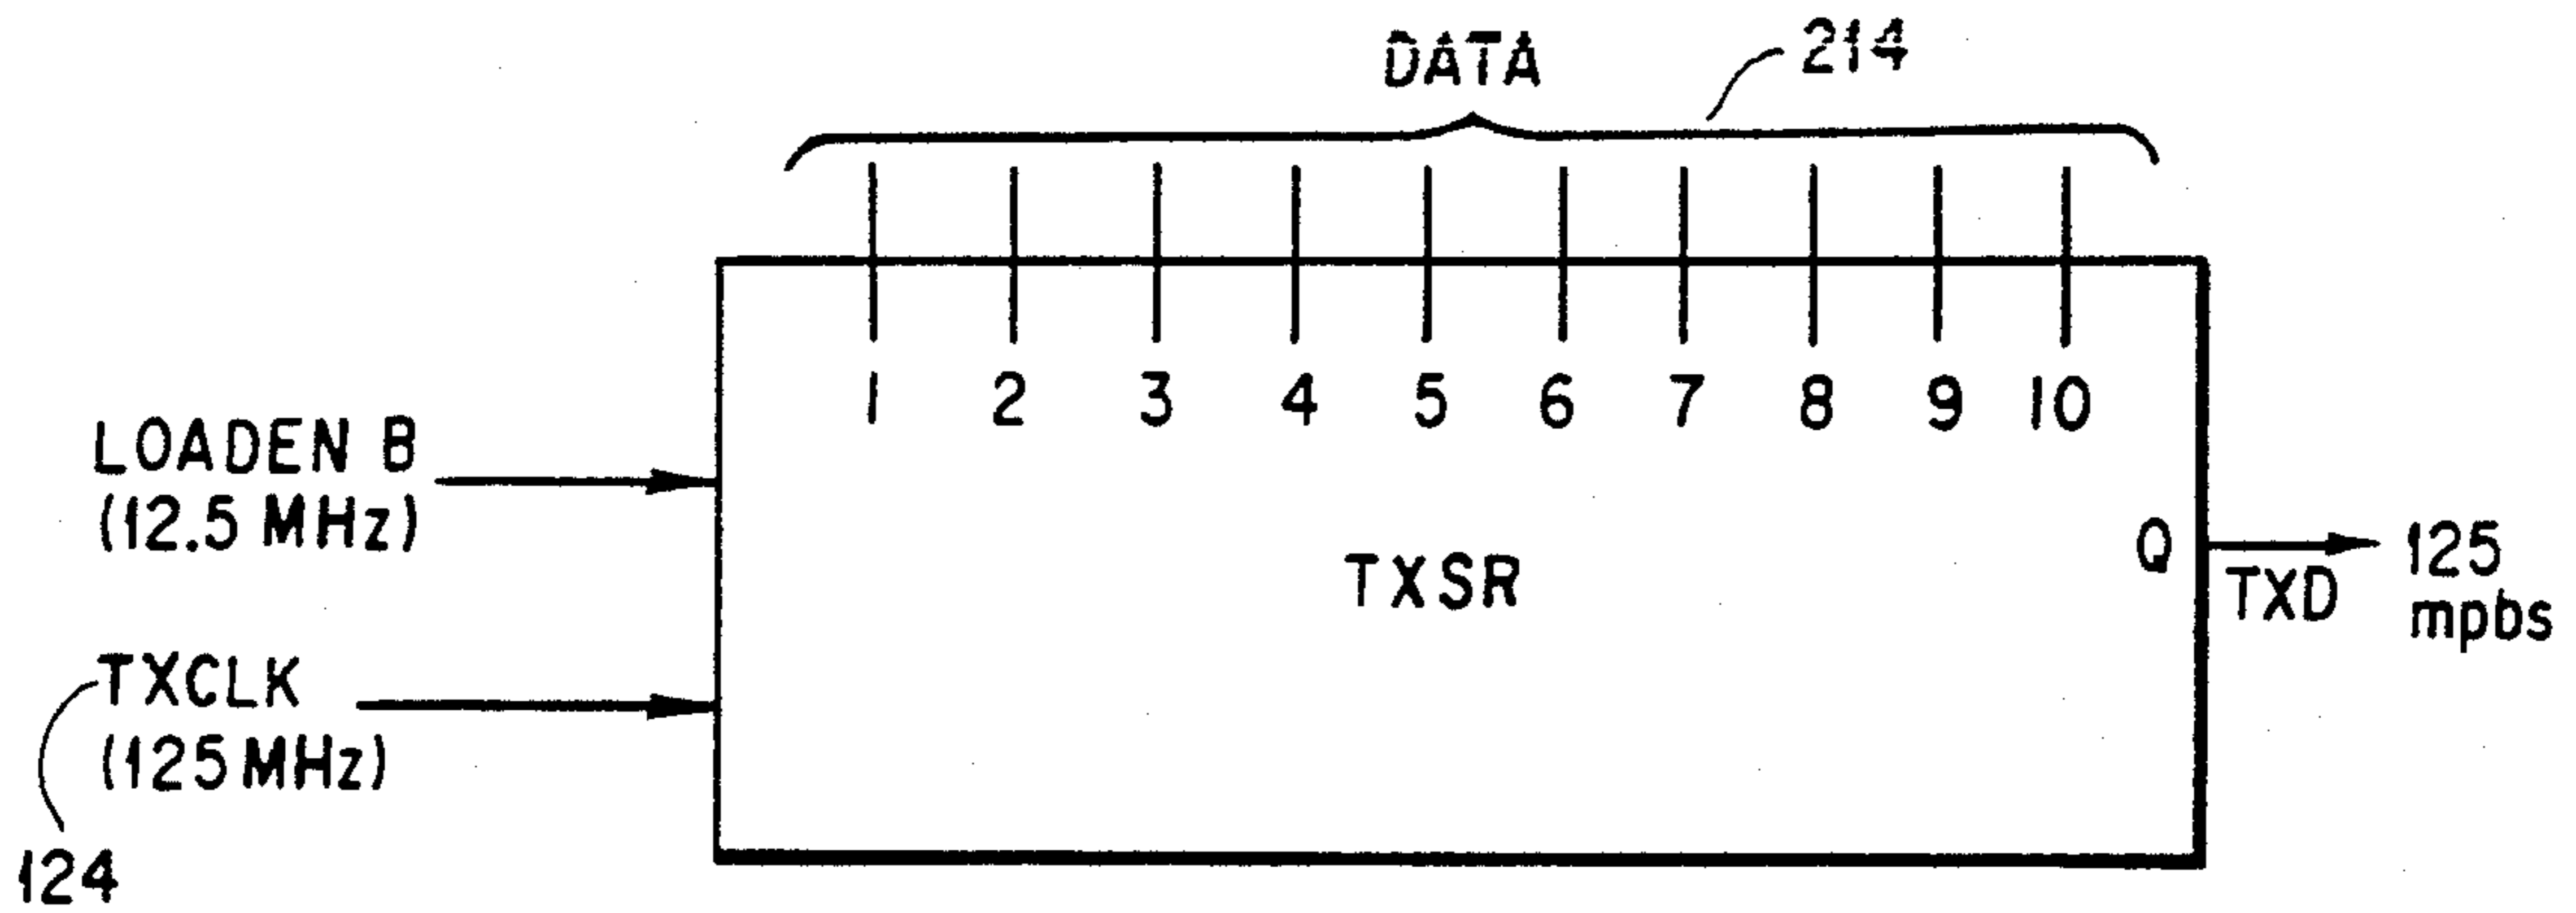 DATA
214
1 2 3 4 5 6 7 8 9 10
LOADEN B
(12.5 MHz)
TXSR
Q
TXD
125
mpbs
TXCLK
(125 MHz)
124